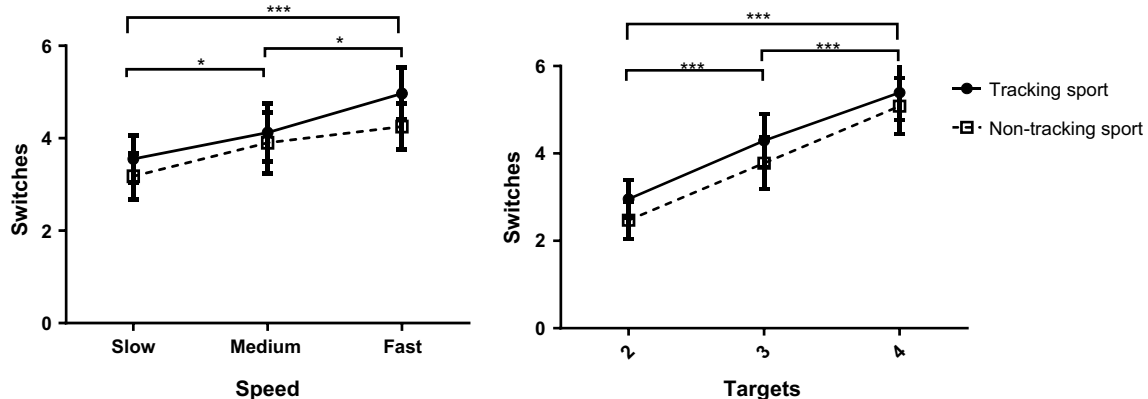 ***
*
*
6
4
2
0
Switches
Slow
Medium
Fast
Speed
***
***
***
6
4
2
0
Switches
2
3
4
Targets
Tracking sport
Non-tracking sport